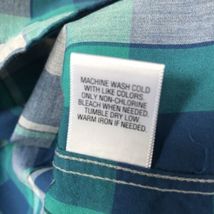 MACHINE WASH COLD
WITH LIKE COLORS
ONLY NON-CHLORINE
BLEACH WHEN NEEDED.
TUMBLE DRY LOW
WARM IRON IF NEEDED.